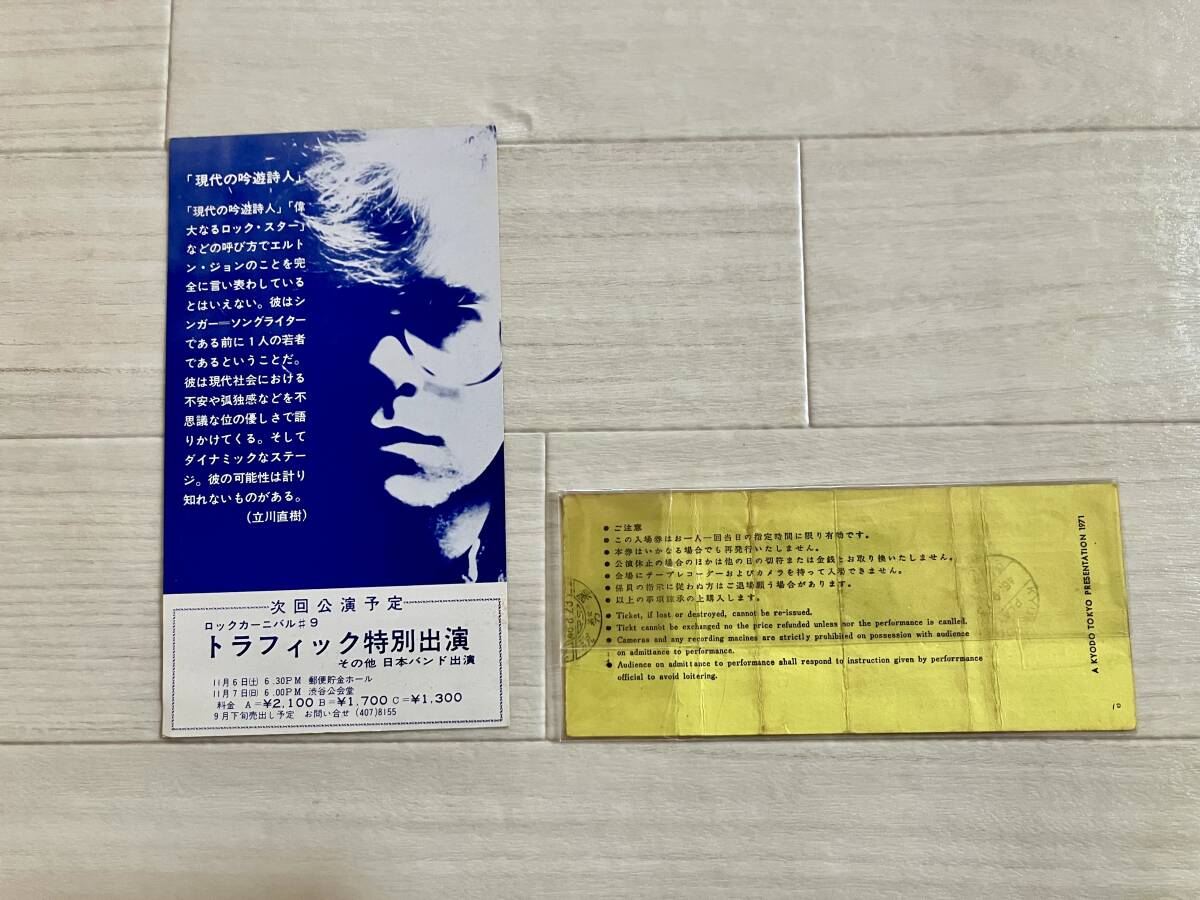 「現代の吟遊詩人」
「現代の吟遊詩人」「偉
大なるロック・スター」
などの呼び方でエルト
ン・ジョンのことを完
全に言い表わしている
とはいえない。彼はシ
ンガー=ソングライター
である前に1人の若者
であるということだ。
彼は現代社会における
不安や孤独感などを不
思議な位の優しさで語
りかけてくる。そして
ダイナミックなステー
ジ。彼の可能性は計り
知れないものがある。
(立川直樹)
次回公演予定
ロックカーニバル♯9
トラフィック特別出演
その他 日本バンド出演
11月6日(土) 6.30PM 郵便貯金ホール
11月7日(日) 6.00PM 渋谷公会堂
料金 A=¥2,100 B=¥1,700 C=¥1,300
9月下旬売出し予定 お問い合せ (407)8155
● ご注意
● この入場券はお一人一回当日の指定時間に限り有効です。
● 本券はいかなる場合でも再発行いたしません。
● 公演休止の場合のほかは他の日の切符または金銭とお取り換いたしません。
● 会場にテープレコーダーおよびカメラを持って入場できません。
● 係員の指示に従わぬ方はご退場願う場合があります。
● 以上の事項諒承の上購入します。
● Ticket, if lost or destroyed, cannot be re-issued.
● Tickt cannot be exchanged no the price refunded unless nor the performance is canlled.
● Cameras and any recording macines are strictly prohibited on possession with audience
on admittance to performance.
● Audience on admittance to performance shall respond to instruction given by perforrmance
official to avoid loitering.
A KYODO TOKYO PRESENTATION 1971